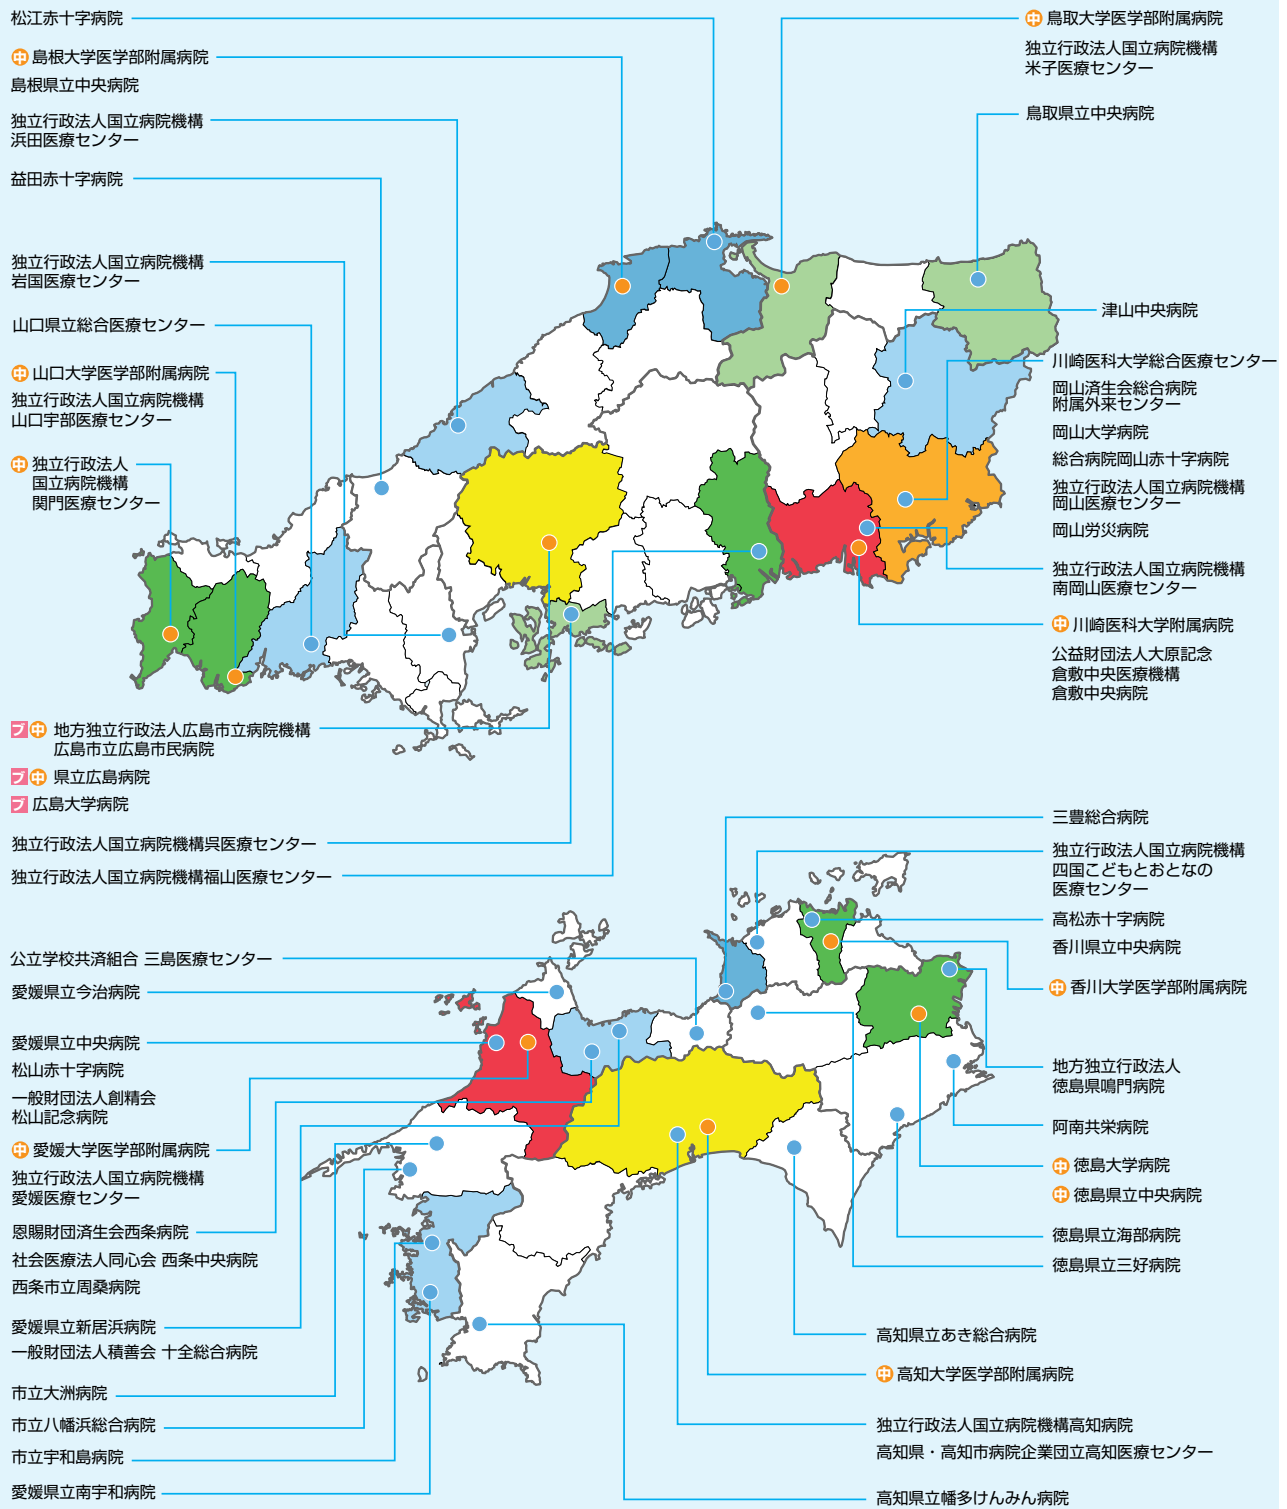 松江赤十字病院
中 島根大学医学部附属病院
島根県立中央病院
独立行政法人国立病院機構
浜田医療センター
益田赤十字病院
独立行政法人国立病院機構
岩国医療センター
山口県立総合医療センター
中 山口大学医学部附属病院
独立行政法人国立病院機構
山口宇部医療センター
中 独立行政法人
国立病院機構
関門医療センター
ブ 中 地方独立行政法人広島市立病院機構
広島市立広島市民病院
ブ 中 県立広島病院
ブ 広島大学病院
独立行政法人国立病院機構呉医療センター
独立行政法人国立病院機構福山医療センター
中 鳥取大学医学部附属病院
独立行政法人国立病院機構
米子医療センター
鳥取県立中央病院
津山中央病院
川崎医科大学総合医療センター
岡山済生会総合病院
附属外来センター
岡山大学病院
総合病院岡山赤十字病院
独立行政法人国立病院機構
岡山医療センター
岡山労災病院
独立行政法人国立病院機構
南岡山医療センター
中 川崎医科大学附属病院
公益財団法人大原記念
倉敷中央医療機構
倉敷中央病院
公立学校共済組合 三島医療センター
愛媛県立今治病院
愛媛県立中央病院
松山赤十字病院
一般財団法人創精会
松山記念病院
中 愛媛大学医学部附属病院
独立行政法人国立病院機構
愛媛医療センター
恩賜財団済生会西条病院
社会医療法人同心会 西条中央病院
西条市立周桑病院
愛媛県立新居浜病院
一般財団法人積善会 十全総合病院
市立大洲病院
市立八幡浜総合病院
市立宇和島病院
愛媛県立南宇和病院
三豊総合病院
独立行政法人国立病院機構
四国こどもとおとなの
医療センター
高松赤十字病院
香川県立中央病院
中 香川大学医学部附属病院
地方独立行政法人
徳島県鳴門病院
阿南共栄病院
中 徳島大学病院
中 徳島県立中央病院
徳島県立海部病院
徳島県立三好病院
高知県立あき総合病院
中 高知大学医学部附属病院
独立行政法人国立病院機構高知病院
高知県・高知市病院企業団立高知医療センター
高知県立幡多けんみん病院